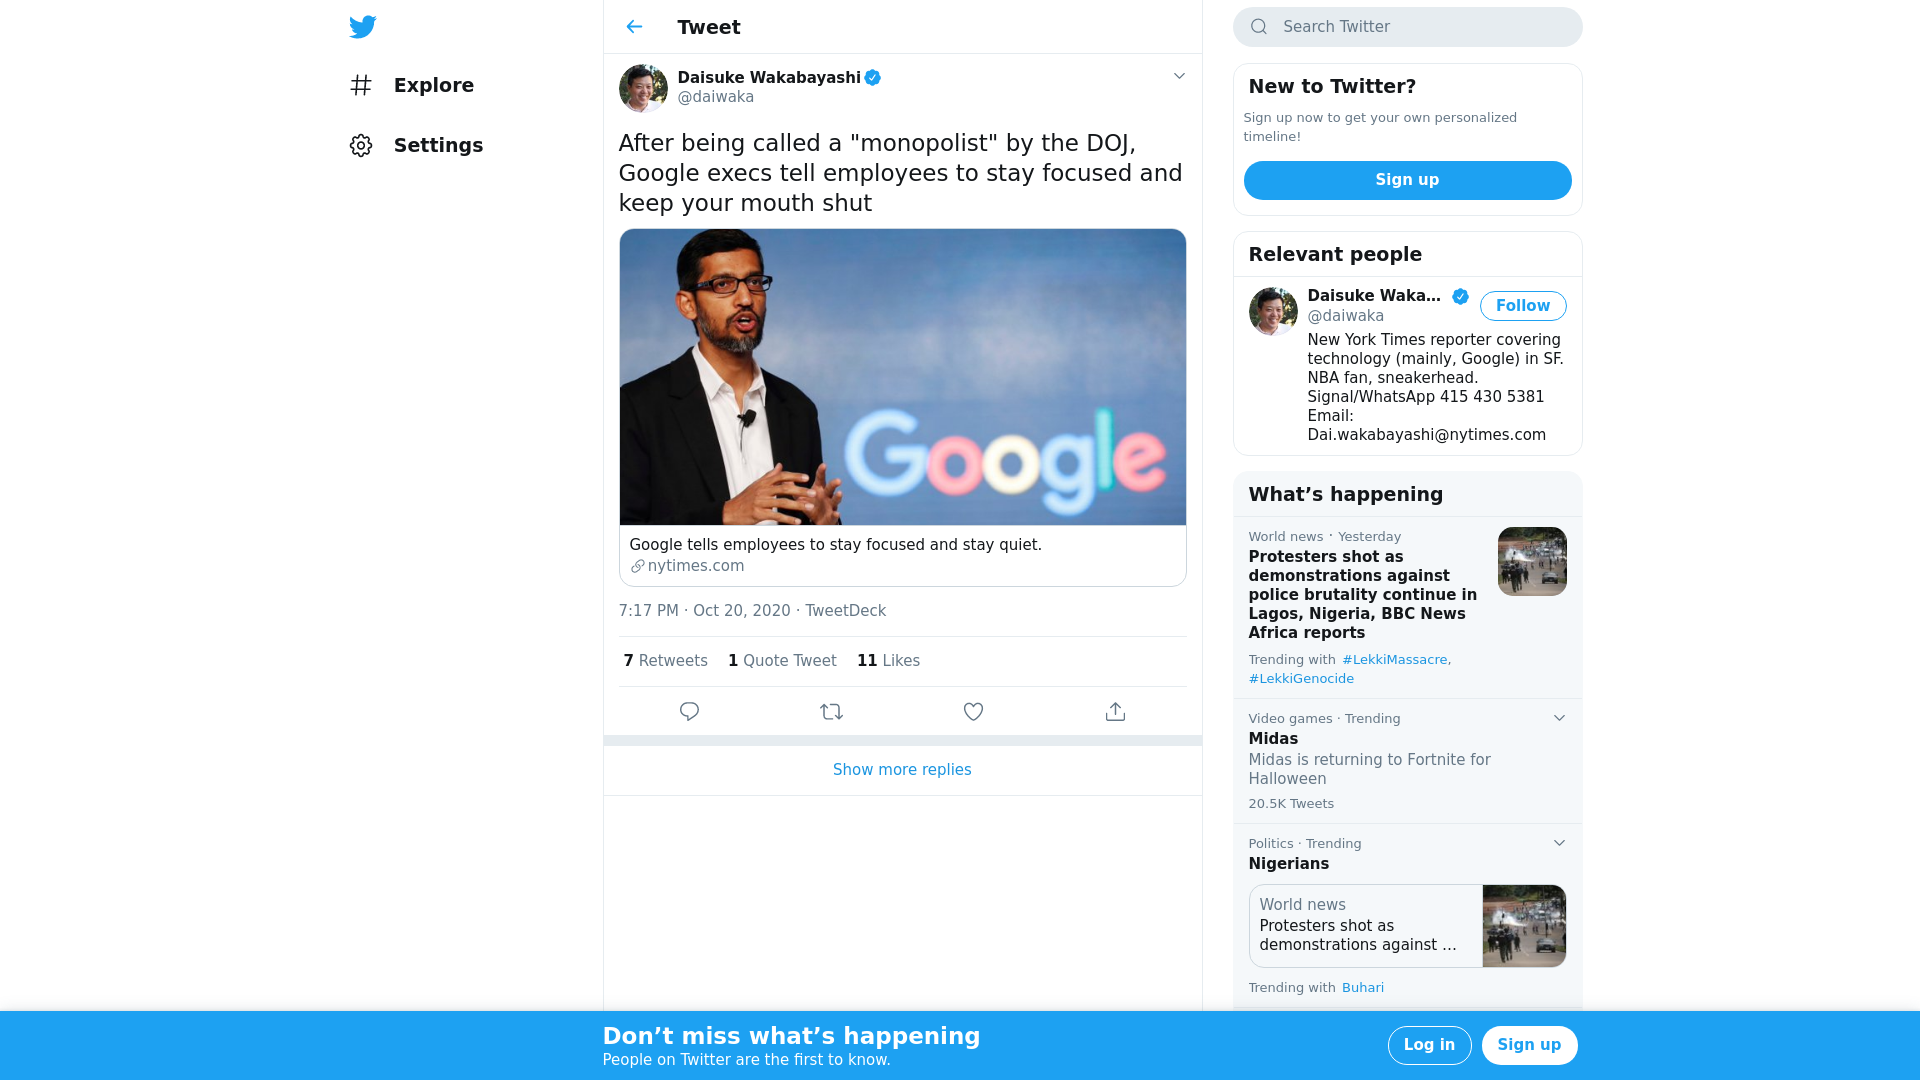 Explore
Settings
Tweet
Daisuke Wakabayashi
@daiwaka
After being called a "monopolist" by the DOJ,
Google execs tell employees to stay focused and
keep your mouth shut
Google
Google tells employees to stay focused and stay quiet.
nytimes.com
7:17 PM · Oct 20, 2020 · TweetDeck
7 Retweets 1 Quote Tweet 11 Likes
Show more replies
Search Twitter
New to Twitter?
Sign up now to get your own personalized
timeline!
Sign up
Relevant people
Daisuke Waka...
Follow
@daiwaka
New York Times reporter covering
technology (mainly, Google) in SF.
NBA fan, sneakerhead.
Signal/WhatsApp 415 430 5381
Email:
Dai.wakabayashi@nytimes.com
What’s happening
World news · Yesterday
Protesters shot as
demonstrations against
police brutality continue in
Lagos, Nigeria, BBC News
Africa reports
Trending with #LekkiMassacre,
#LekkiGenocide
Video games · Trending
Midas
Midas is returning to Fortnite for
Halloween
20.5K Tweets
Politics · Trending
Nigerians
World news
Protesters shot as
demonstrations against ...
Trending with Buhari
Don’t miss what’s happening
People on Twitter are the first to know.
Log in
Sign up